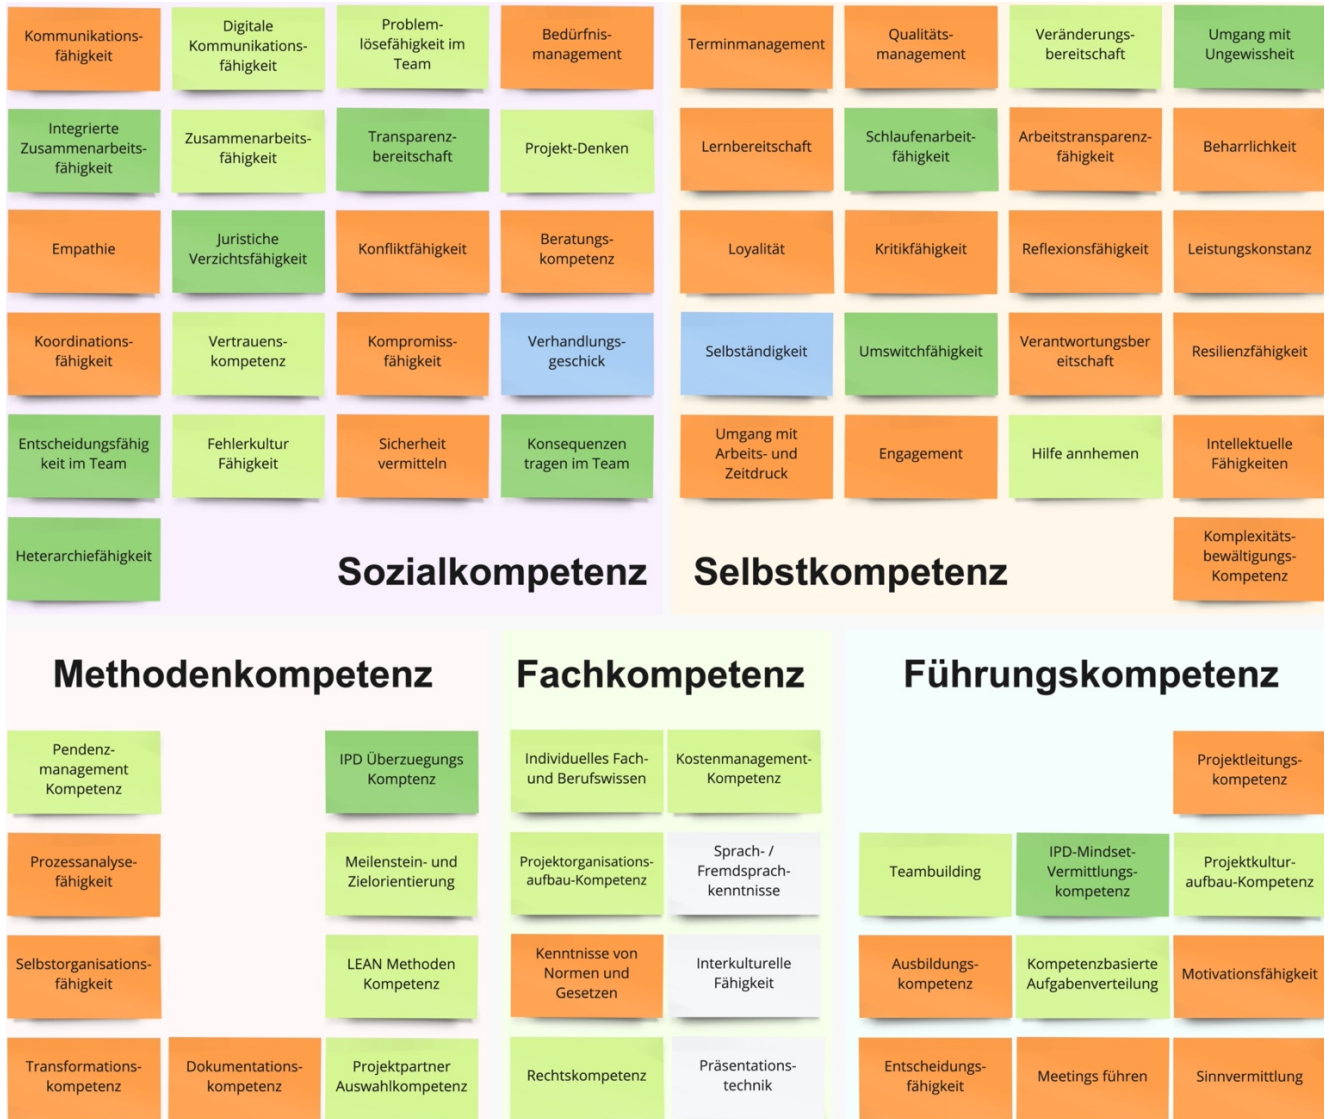 Kommunikations-
fähigkeit
Digitale
Kommunikations-
fähigkeit
Problem-
lösefähigkeit im
Team
Bedürfnis-
management
Integrierte
Zusammenarbeits-
fähigkeit
Zusammenarbeits-
fähigkeit
Transparenz-
bereitschaft
Projekt-Denken
Empathie
Juristiche
Verzichtsfähigkeit
Konfliktfähigkeit
Beratungs-
kompetenz
Koordinations-
fähigkeit
Vertrauens-
kompetenz
Kompromiss-
fähigkeit
Verhandlungs-
geschick
Entscheidungsfähig
keit im Team
Fehlerkultur
Fähigkeit
Sicherheit
vermitteln
Konsequenzen
tragen im Team
Heterarchiefähigkeit
Sozialkompetenz
Terminmanagement
Qualitäts-
management
Veränderungs-
bereitschaft
Umgang mit
Ungewissheit
Lernbereitschaft
Schlaufenarbeit-
fähigkeit
Arbeitstransparenz-
fähigkeit
Beharrlichkeit
Loyalität
Kritikfähigkeit
Reflexionsfähigkeit
Leistungskonstanz
Selbständigkeit
Umswitchfähigkeit
Verantwortungsber
eitschaft
Resilienzfähigkeit
Umgang mit
Arbeits- und
Zeitdruck
Engagement
Hilfe annhemen
Intellektuelle
Fähigkeiten
Selbstkompetenz
Komplexitäts-
bewältigungs-
Kompetenz
Methodenkompetenz
Pendenz-
management
Kompetenz
IPD Überzuegungs
Komptenz
Prozessanalyse-
fähigkeit
Meilenstein- und
Zielorientierung
Selbstorganisations-
fähigkeit
LEAN Methoden
Kompetenz
Transformations-
kompetenz
Dokumentations-
kompetenz
Projektpartner
Auswahlkompetenz
Fachkompetenz
Individuelles Fach-
und Berufswissen
Kostenmanagement-
Kompetenz
Projektorganisations-
aufbau-Kompetenz
Sprach- /
Fremdsprach-
kenntnisse
Kenntnisse von
Normen und
Gesetzen
Interkulturelle
Fähigkeit
Rechtskompetenz
Präsentations-
technik
Führungskompetenz
Projektleitungs-
kompetenz
Teambuilding
IPD-Mindset-
Vermittlungs-
kompetenz
Projektkultur-
aufbau-Kompetenz
Ausbildungs-
kompetenz
Kompetenzbasierte
Aufgabenverteilung
Motivationsfähigkeit
Entscheidungs-
fähigkeit
Meetings führen
Sinnvermittlung